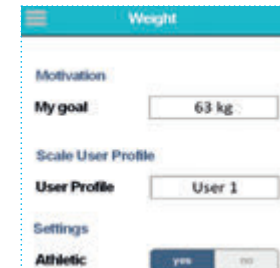 Weight
Motivation
My goal 63 kg
Scale User Profile
User Profile User 1
Settings
Athletic yes no